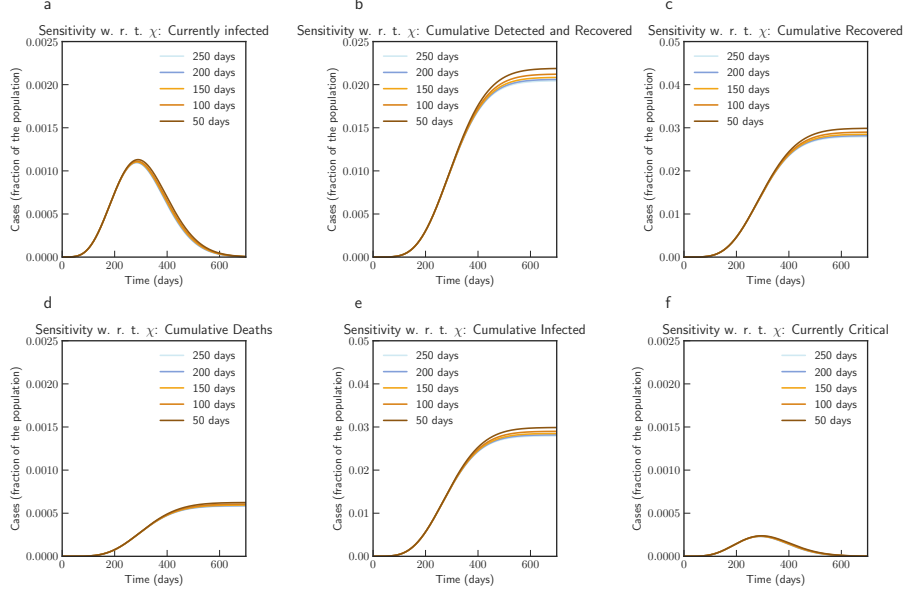 a
Sensitivity w. r. t. χ: Currently infected
Cases (fraction of the population)
0.0025
0.0020
0.0015
0.0010
0.0005
0.0000
250 days
200 days
150 days
100 days
50 days
0 200 400 600
Time (days)
b
Sensitivity w. r. t. χ: Cumulative Detected and Recovered
Cases (fraction of the population)
0.025
0.020
0.015
0.010
0.005
0.000
250 days
200 days
150 days
100 days
50 days
0 200 400 600
Time (days)
c
Sensitivity w. r. t. χ: Cumulative Recovered
Cases (fraction of the population)
0.05
0.04
0.03
0.01
0.00
250 days
200 days
150 days
100 days
50 days
0 200 400 600
Time (days)
d
Sensitivity w. r. t. χ: Cumulative Deaths
Cases (fraction of the population)
0.0025
0.0020
0.0015
0.0010
0.0005
0.0000
250 days
200 days
150 days
100 days
50 days
0 200 400 600
Time (days)
e
Sensitivity w. r. t. χ: Cumulative Infected
Cases (fraction of the population)
0.05
0.04
0.03
0.01
0.00
250 days
200 days
150 days
100 days
50 days
0 200 400 600
Time (days)
f
Sensitivity w. r. t. χ: Currently Critical
Cases (fraction of the population)
0.0025
0.0020
0.0015
0.0010
0.0005
0.0000
250 days
200 days
150 days
100 days
50 days
0 200 400 600
Time (days)